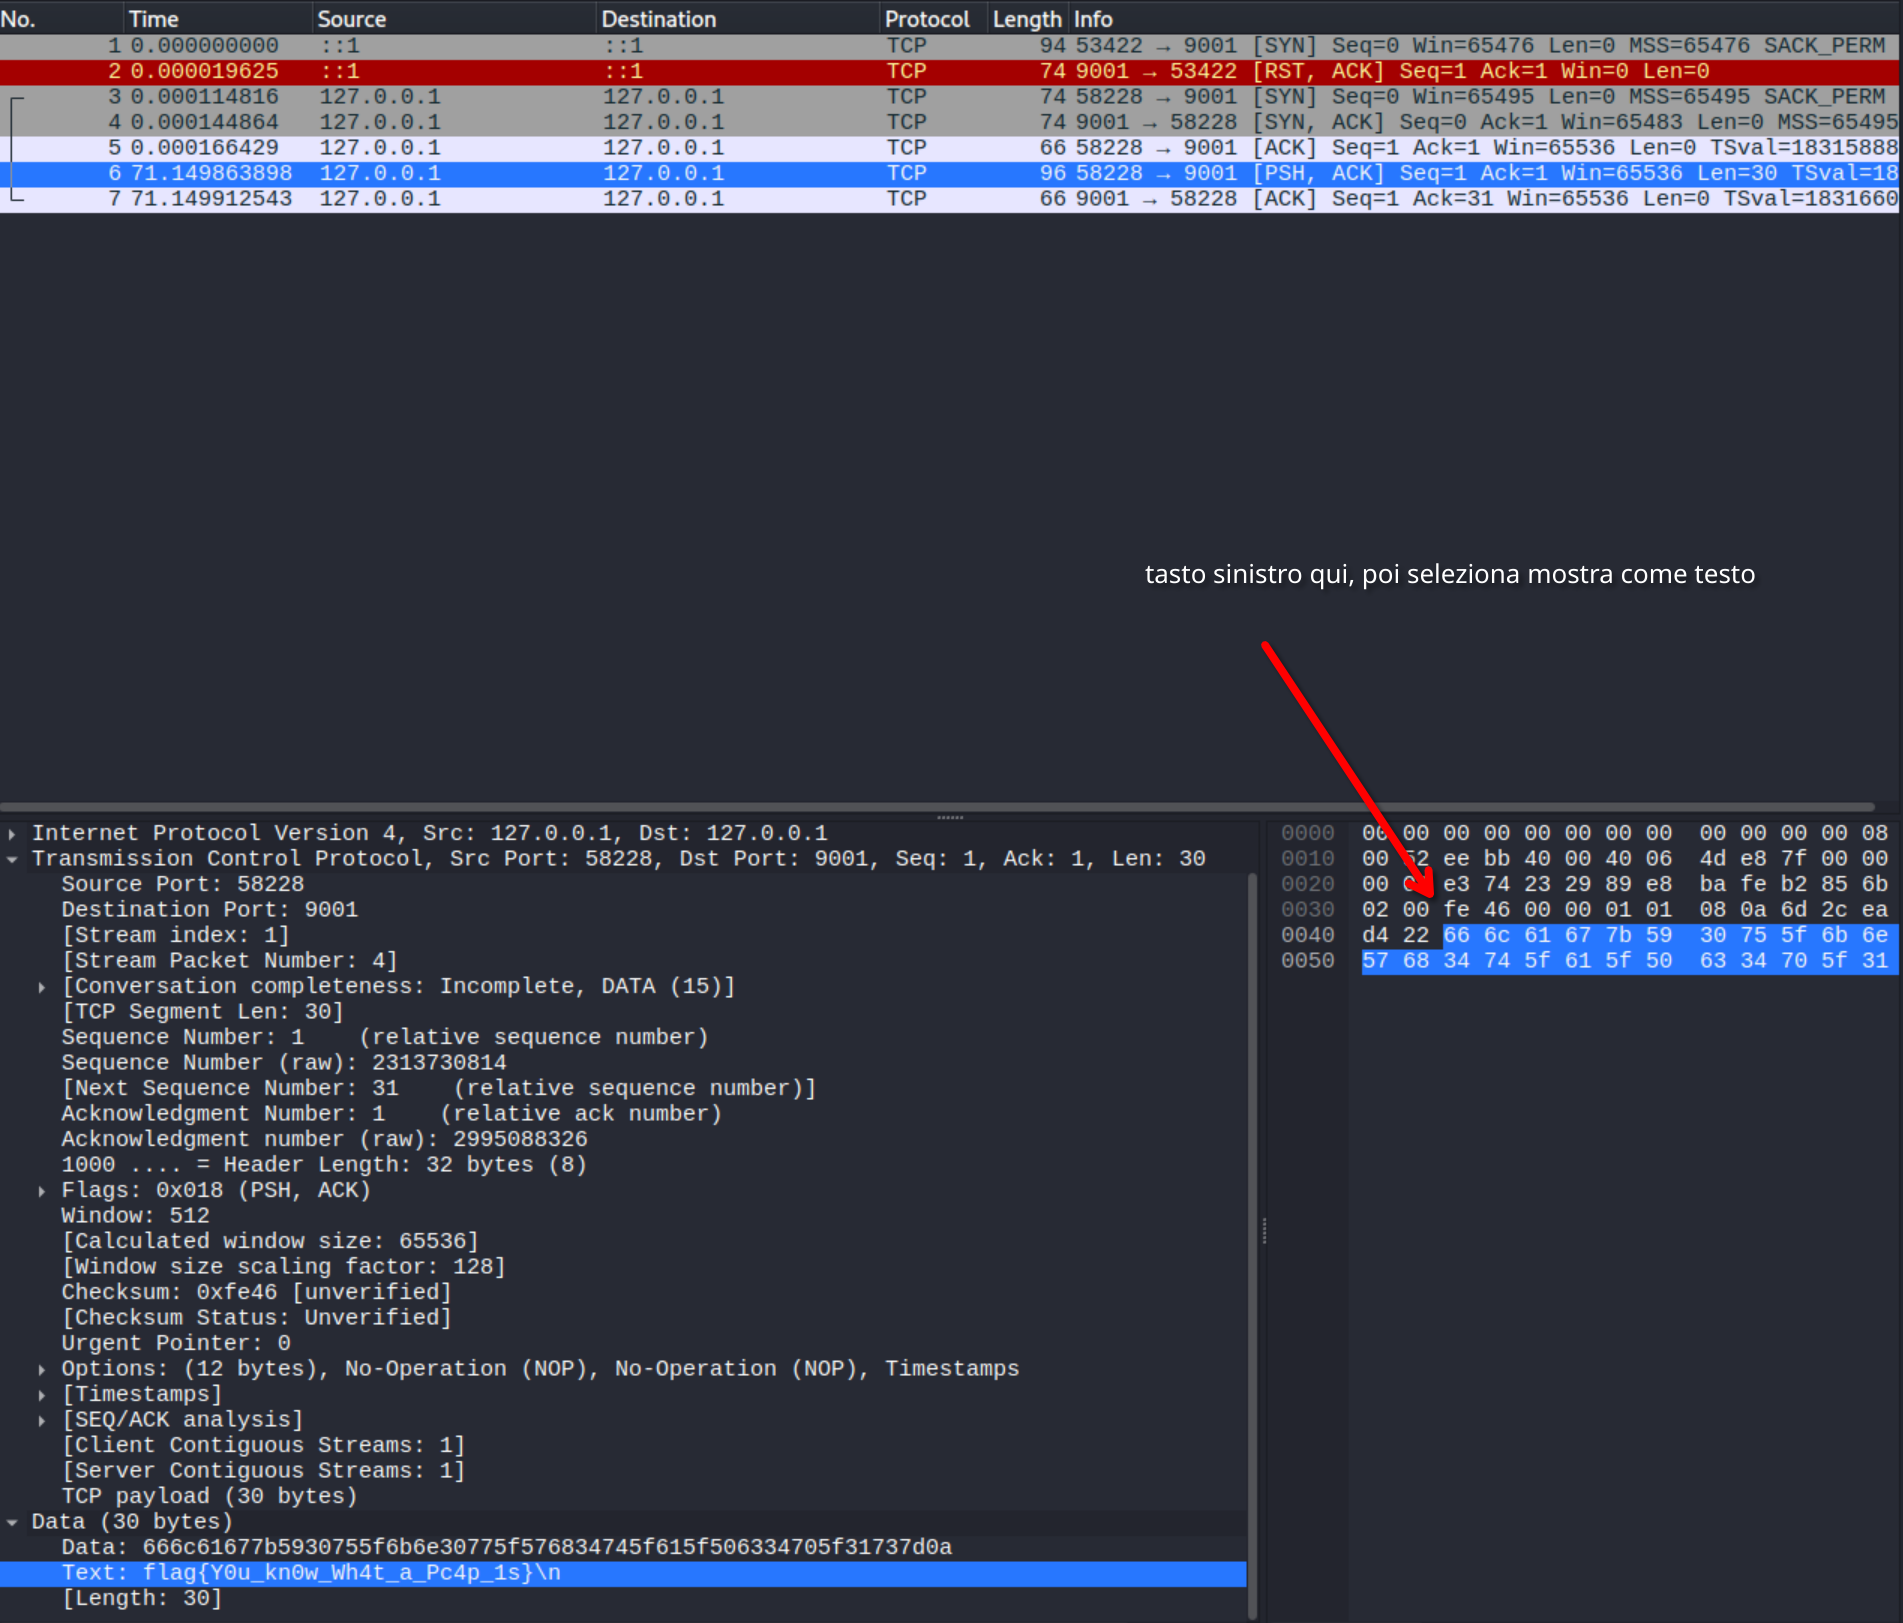 No. Time Source Destination Protocol Length Info
1 0.000000000 ::1 ::1 TCP 94 53422 → 9001 [SYN] Seq=0 Win=65476 Len=0 MSS=65476 SACK_PERM
2 0.000019625 ::1 ::1 TCP 74 9001 → 53422 [RST, ACK] Seq=1 Ack=1 Win=0 Len=0
3 0.000114816 127.0.0.1 127.0.0.1 TCP 74 58228 → 9001 [SYN] Seq=0 Win=65495 Len=0 MSS=65495 SACK_PERM
4 0.000144864 127.0.0.1 127.0.0.1 TCP 74 9001 → 58228 [SYN, ACK] Seq=0 Ack=1 Win=65483 Len=0 MSS=65495
5 0.000166429 127.0.0.1 127.0.0.1 TCP 66 58228 → 9001 [ACK] Seq=1 Ack=1 Win=65536 Len=0 TSval=18315888
6 71.149863898 127.0.0.1 127.0.0.1 TCP 96 58228 → 9001 [PSH, ACK] Seq=1 Ack=1 Win=65536 Len=30 TSval=18
7 71.149912543 127.0.0.1 127.0.0.1 TCP 66 9001 → 58228 [ACK] Seq=1 Ack=31 Win=65536 Len=0 TSval=1831660
tasto sinistro qui, poi seleziona mostra come testo
Internet Protocol Version 4, Src: 127.0.0.1, Dst: 127.0.0.1
Transmission Control Protocol, Src Port: 58228, Dst Port: 9001, Seq: 1, Ack: 1, Len: 30
Source Port: 58228
Destination Port: 9001
[Stream index: 1]
[Stream Packet Number: 4]
[Conversation completeness: Incomplete, DATA (15)]
[TCP Segment Len: 30]
Sequence Number: 1 (relative sequence number)
Sequence Number (raw): 2313730814
[Next Sequence Number: 31 (relative sequence number)]
Acknowledgment Number: 1 (relative ack number)
Acknowledgment number (raw): 2995088326
1000 .... = Header Length: 32 bytes (8)
Flags: 0x018 (PSH, ACK)
Window: 512
[Calculated window size: 65536]
[Window size scaling factor: 128]
Checksum: 0xfe46 [unverified]
[Checksum Status: Unverified]
Urgent Pointer: 0
Options: (12 bytes), No-Operation (NOP), No-Operation (NOP), Timestamps
[Timestamps]
[SEQ/ACK analysis]
[Client Contiguous Streams: 1]
[Server Contiguous Streams: 1]
TCP payload (30 bytes)
Data (30 bytes)
Data: 666c61677b5930755f6b6e30775f576834745f615f506334705f31737d0a
Text: flag{Y0u_kn0w_Wh4t_a_Pc4p_1s}\n
[Length: 30]
0000 00 00 00 00 00 00 00 00 00 00 00 00 08
0010 00 52 ee bb 40 00 40 06 4d e8 7f 00 00
0020 00 e3 74 23 29 89 e8 ba fe b2 85 6b
0030 02 00 fe 46 00 00 01 01 08 0a 6d 2c ea
0040 d4 22 66 6c 61 67 7b 59 30 75 5f 6b 6e
0050 57 68 34 74 5f 61 5f 50 63 34 70 5f 31